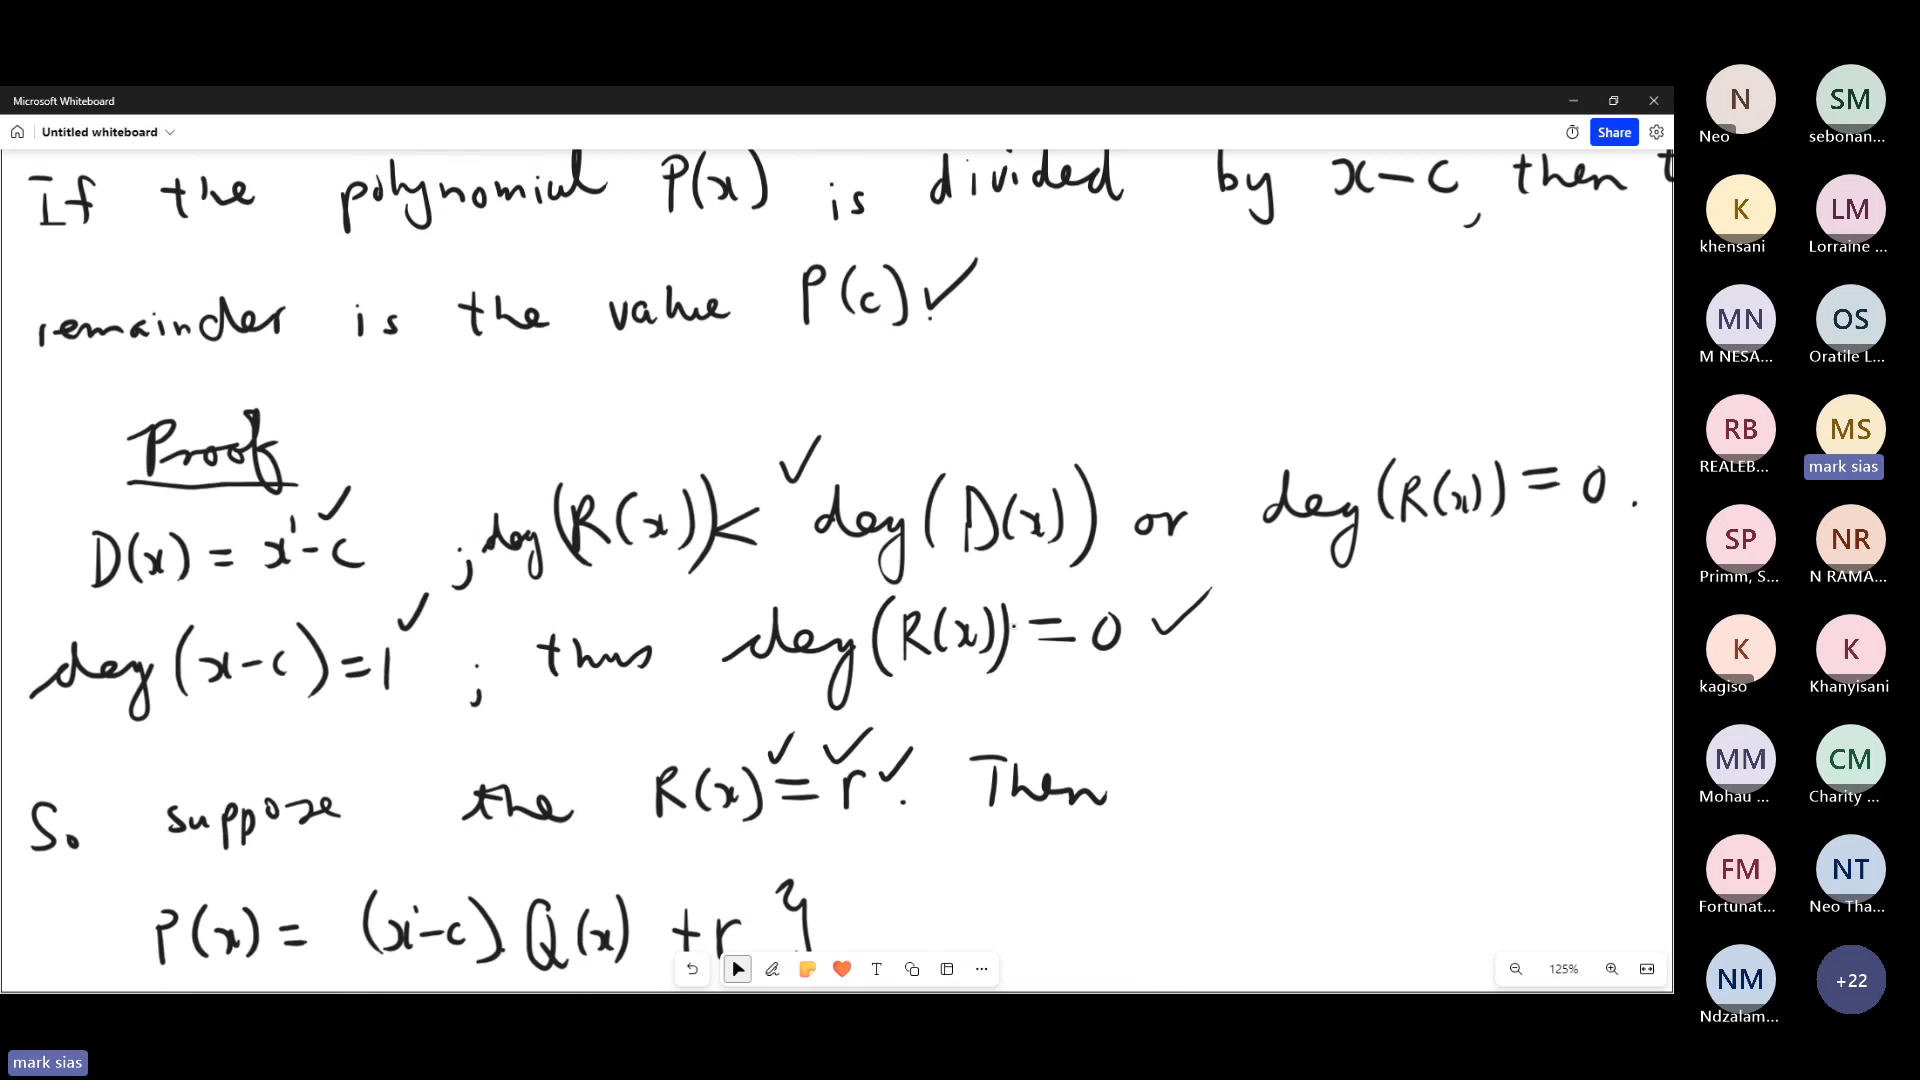 Microsoft Whiteboard
Untitled whiteboard
Share
If the polynomial P(x) is divided by x-c, then
remainder is the value P(c). ✓
Proof
D(x) = x¹-c ✓ ; deg(R(x)) < ✓ deg(D(x)) or deg(R(x)) = 0.
deg(x-c) = 1 ✓ ; thus deg(R(x)) = 0 ✓
So suppose the R(x) ✓ = ✓ r ✓. Then
P(x) = (x-c).Q(x) + r
T
125%
N
Neo
SM
sebonan...
K
khensani
LM
Lorraine ...
MN
M NESA...
OS
Oratile L...
RB
REALEB...
MS
mark sias
SP
Primm, S...
NR
N RAMA...
K
kagiso
K
Khanyisani
MM
Mohau ...
CM
Charity ...
FM
Fortunat...
NT
Neo Tha...
NM
Ndzalam...
+22
mark sias